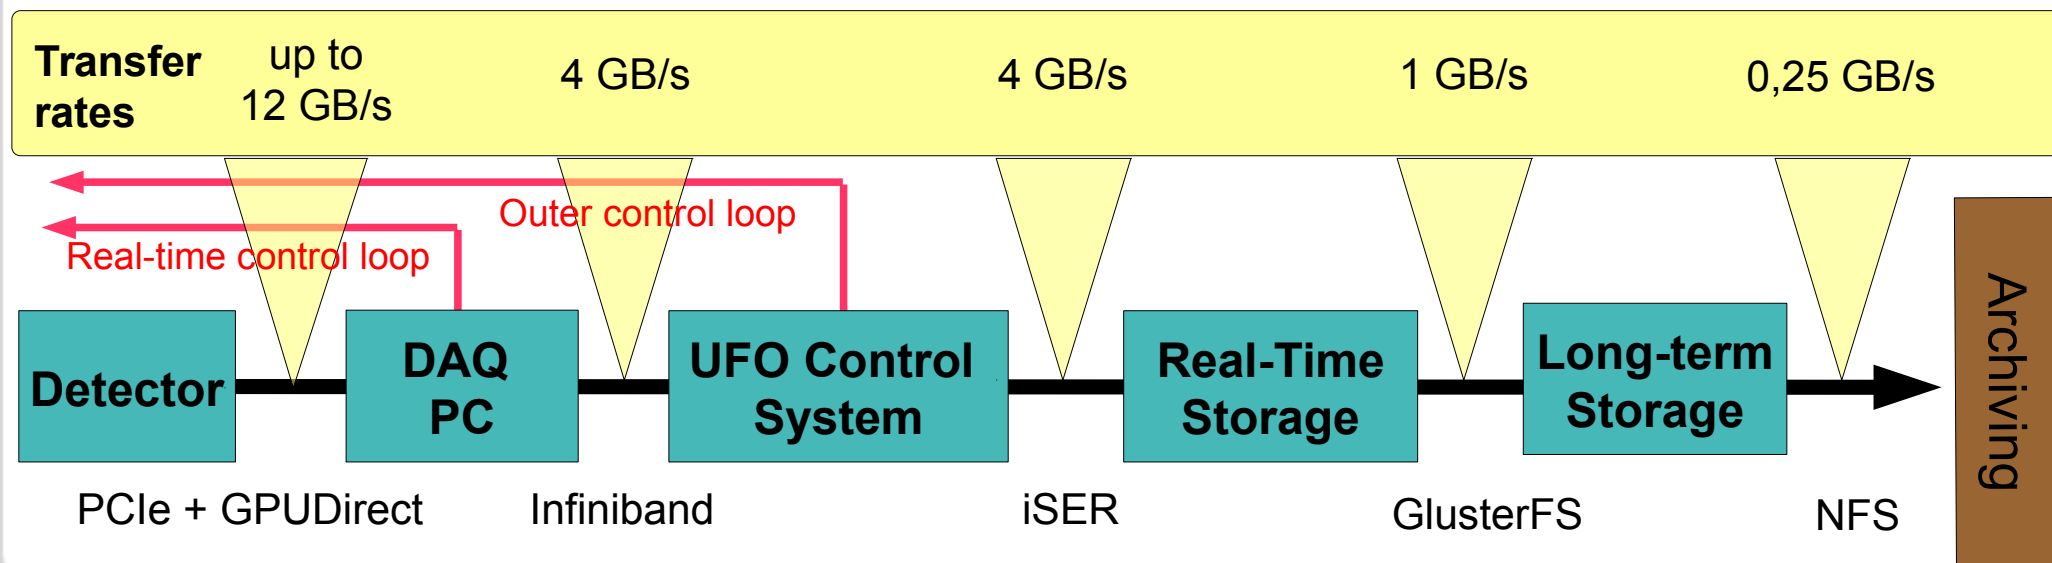 Transfer
rates
up to
12 GB/s
4 GB/s
4 GB/s
1 GB/s
0,25 GB/s
Outer control loop
Real-time control loop
Detector
DAQ
PC
UFO Control
System
Real-Time
Storage
Long-term
Storage
Archiving
PCIe + GPUDirect
Infiniband
iSER
GlusterFS
NFS